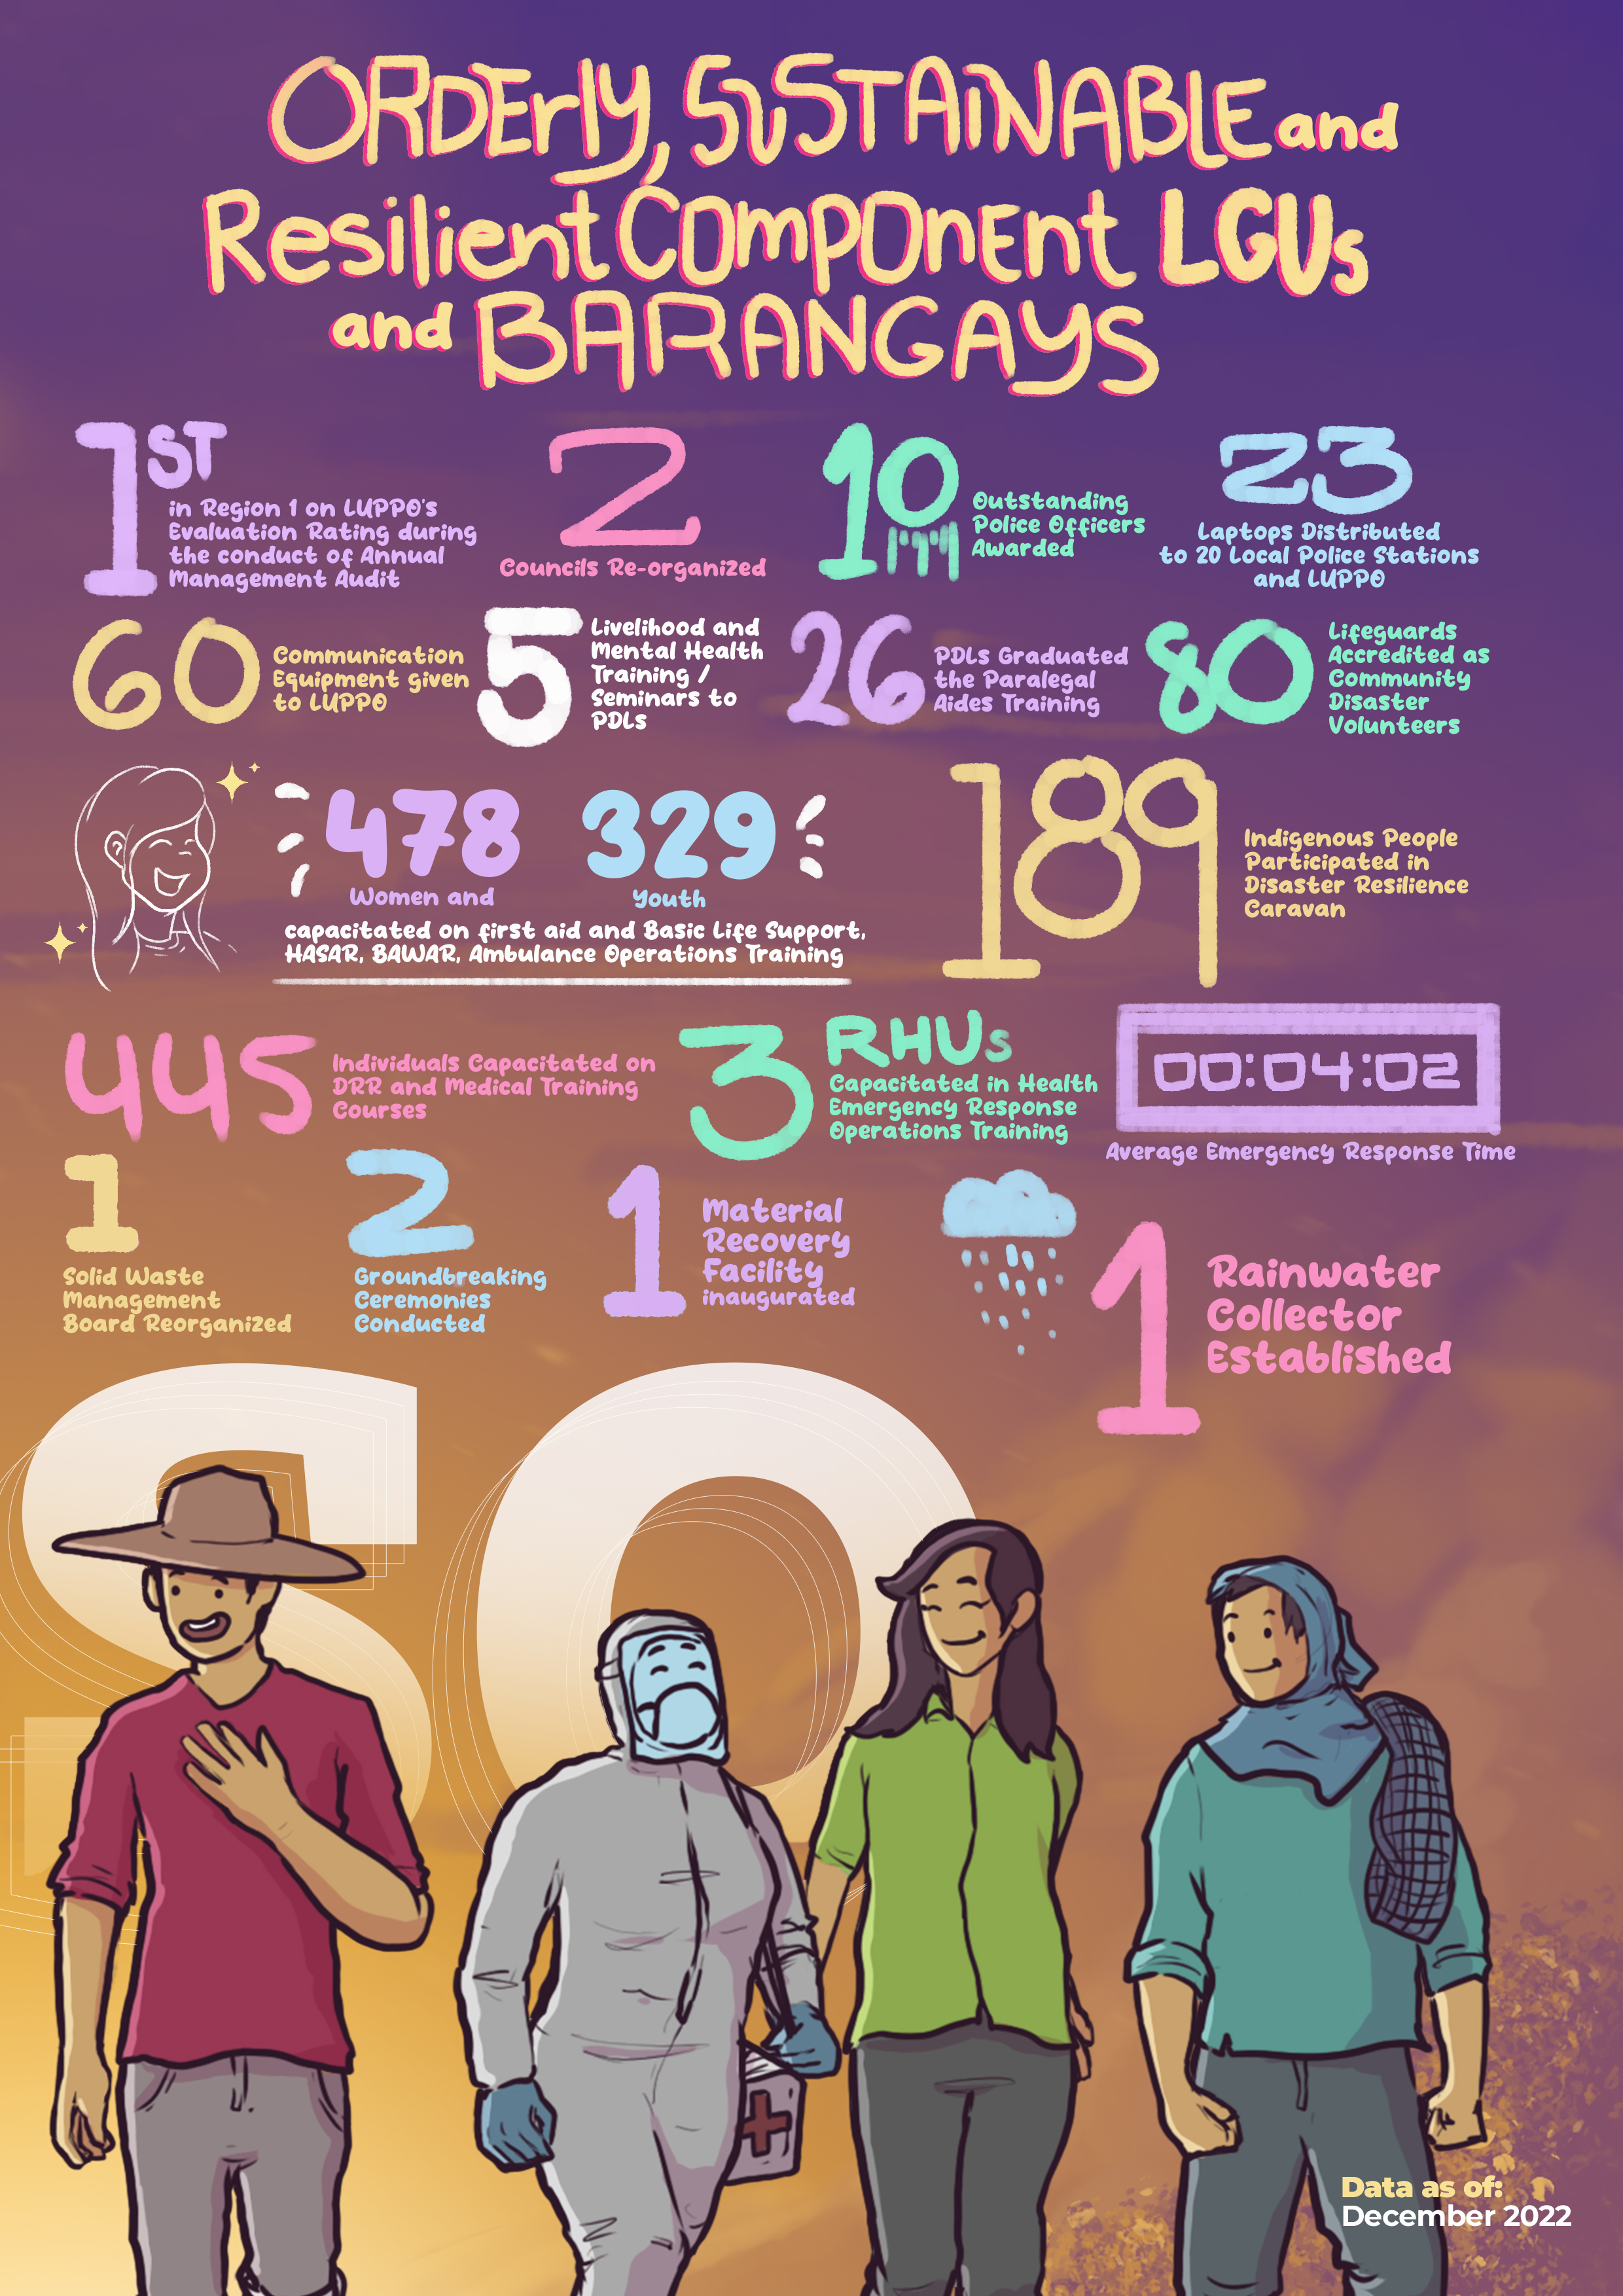 ORDErly, SUSTAiNABLE and
Resilient Component LGUs
and BARANGAYS
1ST
in Region 1 on LUPPO's
Evaluation Rating during
the conduct of Annual
Management Audit
2
Councils Re-organized
10
Outstanding
Police Officers
Awarded
23
Laptops Distributed
to 20 Local Police Stations
and LUPPO
60
Communication
Equipment given
to LUPPO
5
Livelihood and
Mental Health
Training /
Seminars to
PDLs
26
PDLs Graduated
the Paralegal
Aides Training
80
Lifeguards
Accredited as
Community
Disaster
Volunteers
478
Women and
329
Youth
capacitated on first aid and Basic Life Support,
HASAR, BAWAR, Ambulance Operations Training
189
Indigenous People
Participated in
Disaster Resilience
Caravan
445
Individuals Capacitated on
DRR and Medical Training
Courses
3
RHUs
Capacitated in Health
Emergency Response
Operations Training
00:04:02
Average Emergency Response Time
1
Solid Waste
Management
Board Reorganized
2
Groundbreaking
Ceremonies
Conducted
1
Material
Recovery
Facility
inaugurated
1
Rainwater
Collector
Established
SO
Data as of:
December 2022